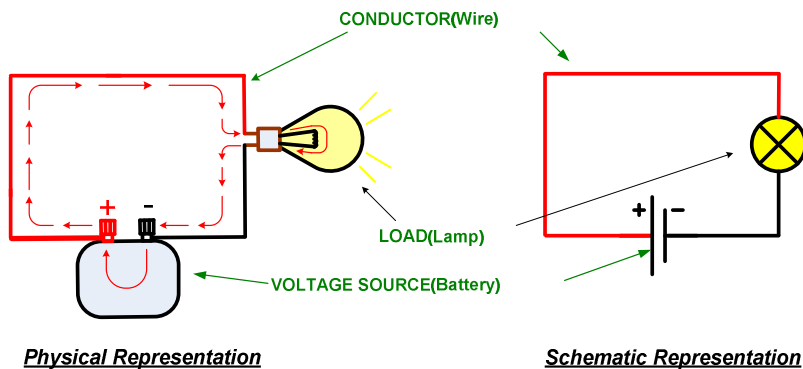 CONDUCTOR(Wire)
+ -
+ -
LOAD(Lamp)
VOLTAGE SOURCE(Battery)
Physical Representation
Schematic Representation